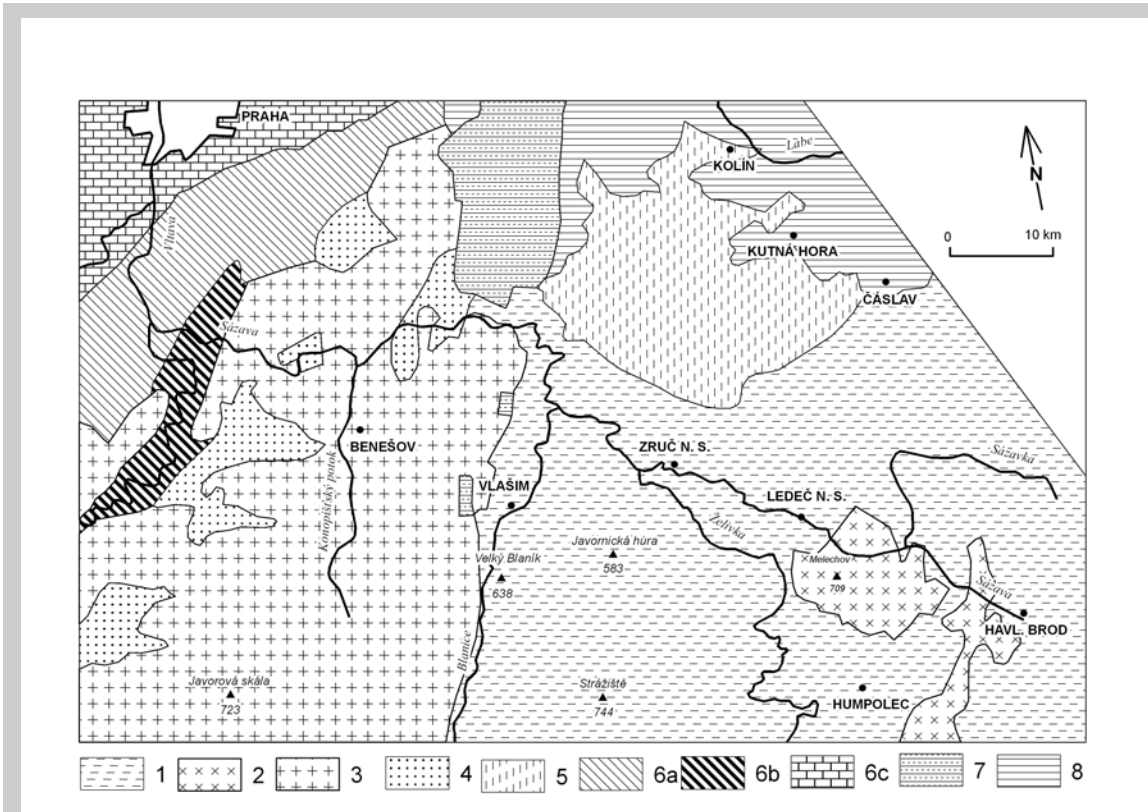 PRAHA
Labe
KOLÍN
N
0 10 km
Vltava
KUTNÁ HORA
ČÁSLAV
Sázava
BENEŠOV
ZRUČ N. S.
Sázavka
VLAŠIM
LEDEČ N. S.
Konopišťský potok
Želivka
Javornická hůra
583
Velký Blaník
638
Melechov
709
Sázava
HAVL. BROD
Blanice
Javorová skála
723
Strážiště
744
HUMPOLEC
1 2 3 4 5 6a 6b 6c 7 8